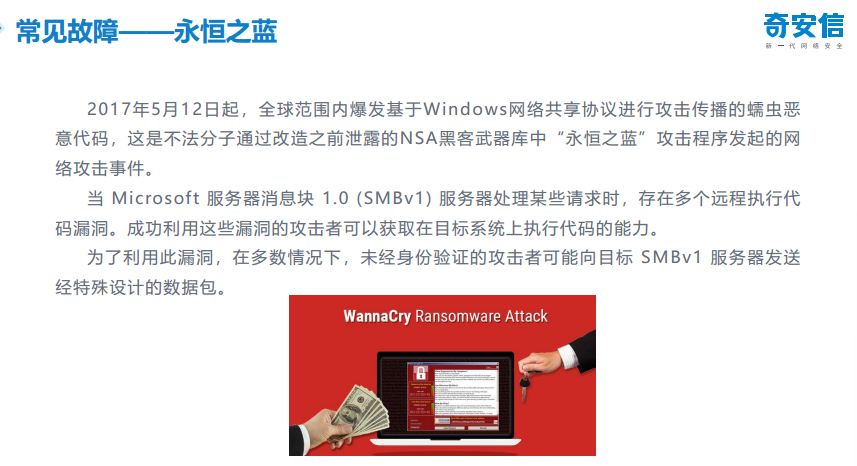 常见故障——永恒之蓝
奇安信
新一代网络安全
2017年5月12日起，全球范围内爆发基于Windows网络共享协议进行攻击传播的蠕虫恶
意代码，这是不法分子通过改造之前泄露的NSA黑客武器库中“永恒之蓝”攻击程序发起的网
络攻击事件。
当 Microsoft 服务器消息块 1.0 (SMBv1) 服务器处理某些请求时，存在多个远程执行代
码漏洞。成功利用这些漏洞的攻击者可以获取在目标系统上执行代码的能力。
为了利用此漏洞，在多数情况下，未经身份验证的攻击者可能向目标 SMBv1 服务器发送
经特殊设计的数据包。
WannaCry Ransomware Attack